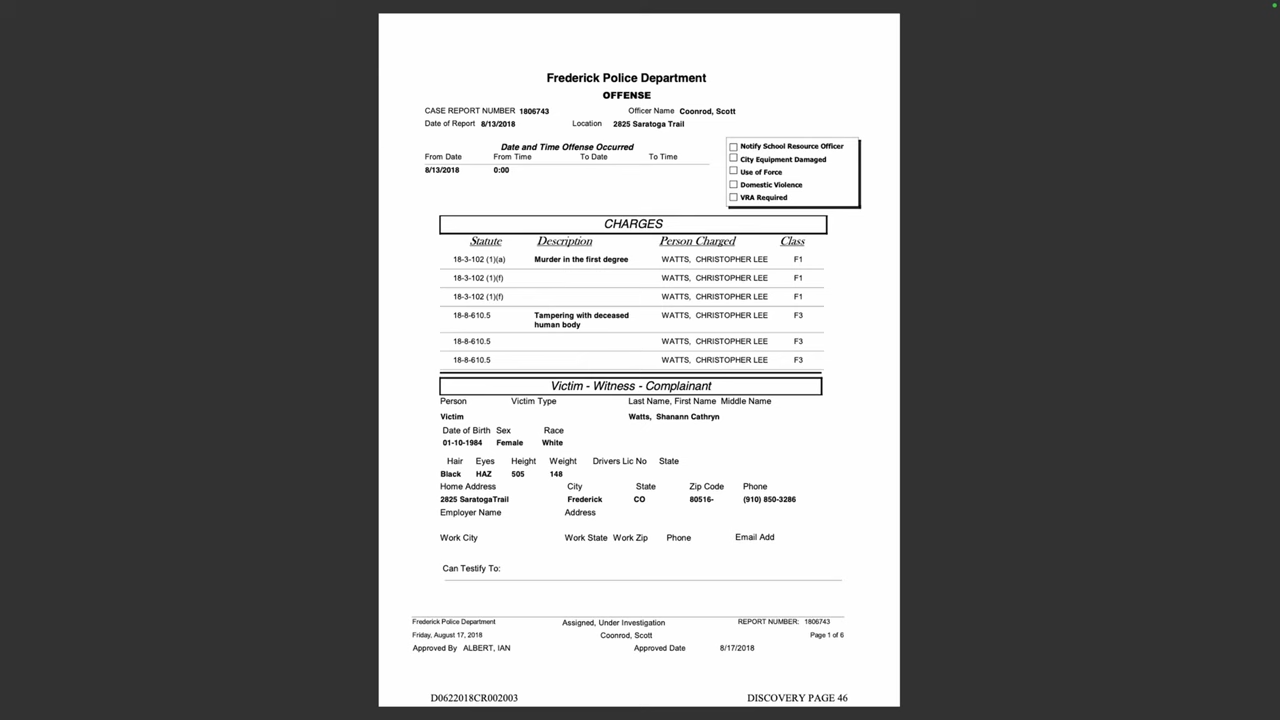 Frederick Police Department
OFFENSE
CASE REPORT NUMBER 1806743 Officer Name Coonrod, Scott
Date of Report 8/13/2018 Location 2825 Saratoga Trail
Date and Time Offense Occurred
From Date From Time To Date To Time
8/13/2018 0:00
Notify School Resource Officer
City Equipment Damaged
Use of Force
Domestic Violence
VRA Required
CHARGES
Statute Description Person Charged Class
18-3-102 (1)(a) Murder in the first degree WATTS, CHRISTOPHER LEE F1
18-3-102 (1)(f) WATTS, CHRISTOPHER LEE F1
18-3-102 (1)(f) WATTS, CHRISTOPHER LEE F1
18-8-610.5 Tampering with deceased human body WATTS, CHRISTOPHER LEE F3
18-8-610.5 WATTS, CHRISTOPHER LEE F3
18-8-610.5 WATTS, CHRISTOPHER LEE F3
Victim - Witness - Complainant
Person Victim Type Last Name, First Name Middle Name
Victim Watts, Shanann Cathryn
Date of Birth Sex Race
01-10-1984 Female White
Hair Eyes Height Weight Drivers Lic No State
Black HAZ 505 148
Home Address City State Zip Code Phone
2825 SaratogaTrail Frederick CO 80516- (910) 850-3286
Employer Name Address
Work City Work State Work Zip Phone Email Add
Can Testify To:
Frederick Police Department Assigned, Under Investigation REPORT NUMBER: 1806743
Friday, August 17, 2018 Coonrod, Scott Page 1 of 6
Approved By ALBERT, IAN Approved Date 8/17/2018
D0622018CR002003 DISCOVERY PAGE 46